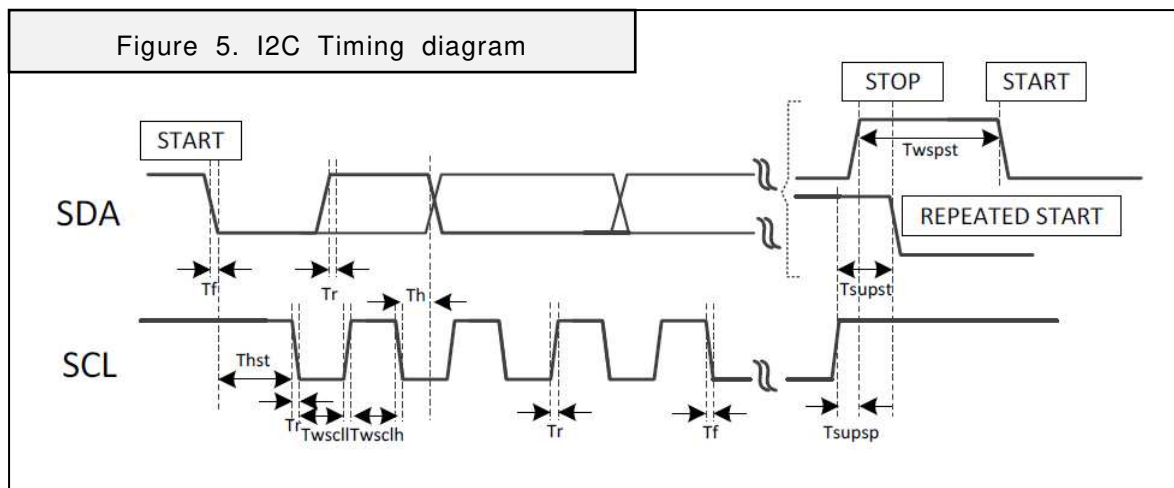 Figure 5. I2C Timing diagram
STOP
START
START
Twspst
SDA
REPEATED START
Tf
Tr
Th
Tsupst
SCL
Thst
Tr
Twscll
Twsclh
Tr
Tf
Tsupsp